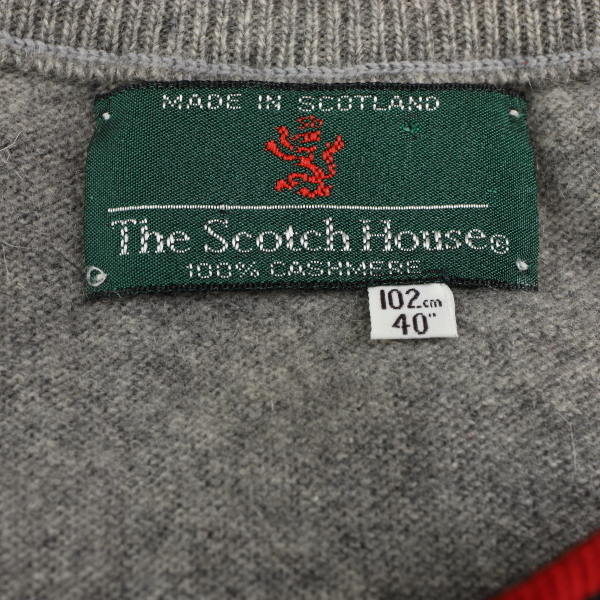 MADE IN SCOTLAND
The Scotch House®
100% CASHMERE
102cm
40"